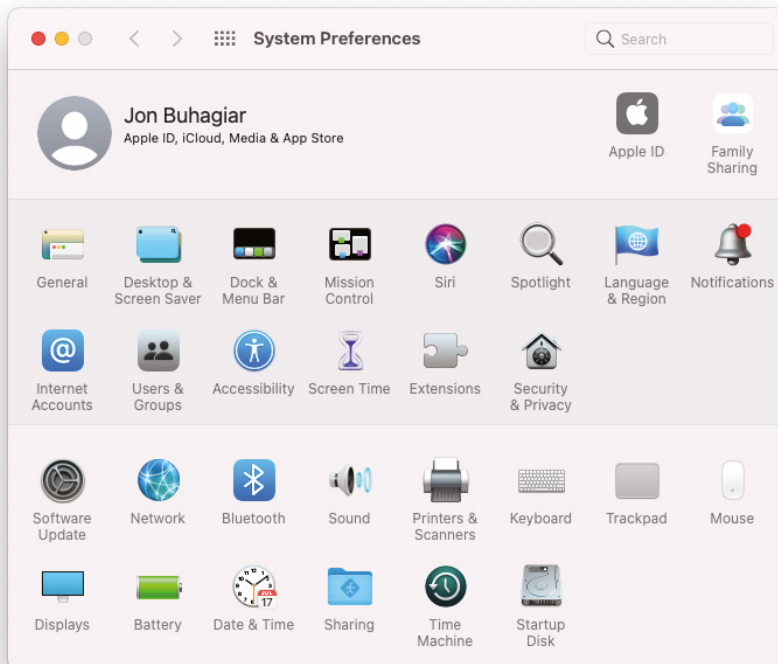 System Preferences
Search
Jon Buhagiar
Apple ID, iCloud, Media & App Store
Apple ID
Family
Sharing
General
Desktop &
Screen Saver
Dock &
Menu Bar
Mission
Control
Siri
Spotlight
Language
& Region
Notifications
Internet
Accounts
Users &
Groups
Accessibility
Screen Time
Extensions
Security
& Privacy
Software
Update
Network
Bluetooth
Sound
Printers &
Scanners
Keyboard
Trackpad
Mouse
Displays
Battery
JUL
17
Date & Time
Sharing
Time
Machine
Startup
Disk